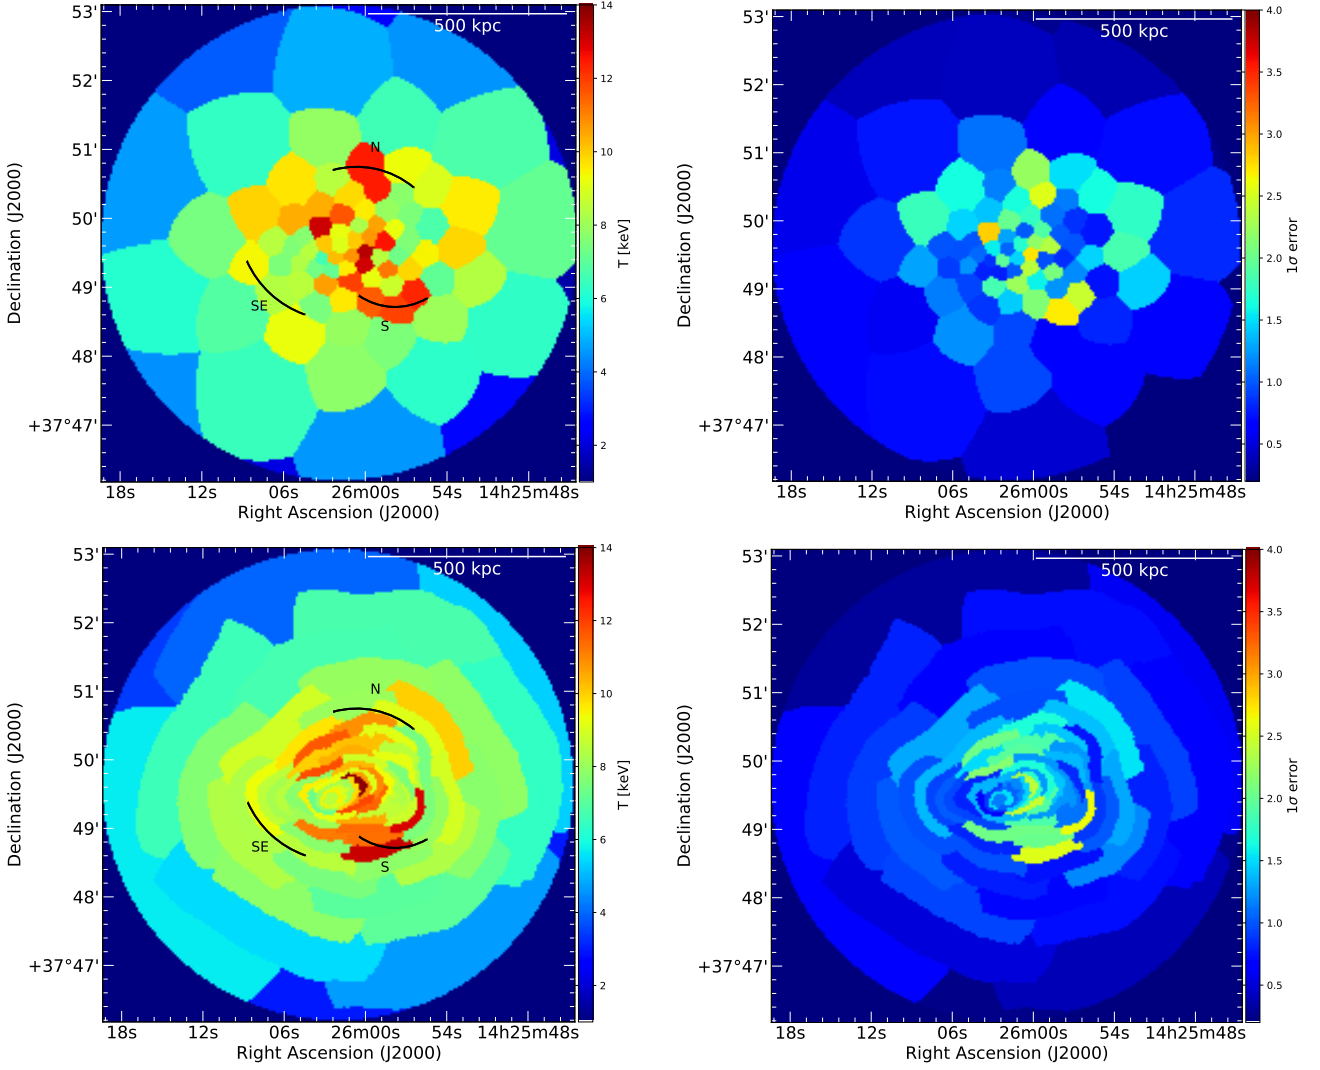 53'
52'
51'
50'
49'
48'
+37°47'
Declination (J2000)
18s
12s
06s
26m00s
54s
14h25m48s
Right Ascension (J2000)
500 kpc
N
SE
S
14
12
10
8
6
4
2
T [keV]
53'
52'
51'
50'
49'
48'
+37°47'
Declination (J2000)
18s
12s
06s
26m00s
54s
14h25m48s
Right Ascension (J2000)
500 kpc
4.0
3.5
3.0
2.5
2.0
1.5
1.0
0.5
1σ error
53'
52'
51'
50'
49'
48'
+37°47'
Declination (J2000)
18s
12s
06s
26m00s
54s
14h25m48s
Right Ascension (J2000)
500 kpc
N
SE
S
14
12
10
8
6
4
2
T [keV]
53'
52'
51'
50'
49'
48'
+37°47'
Declination (J2000)
18s
12s
06s
26m00s
54s
14h25m48s
Right Ascension (J2000)
500 kpc
4.0
3.5
3.0
2.5
2.0
1.5
1.0
0.5
1σ error